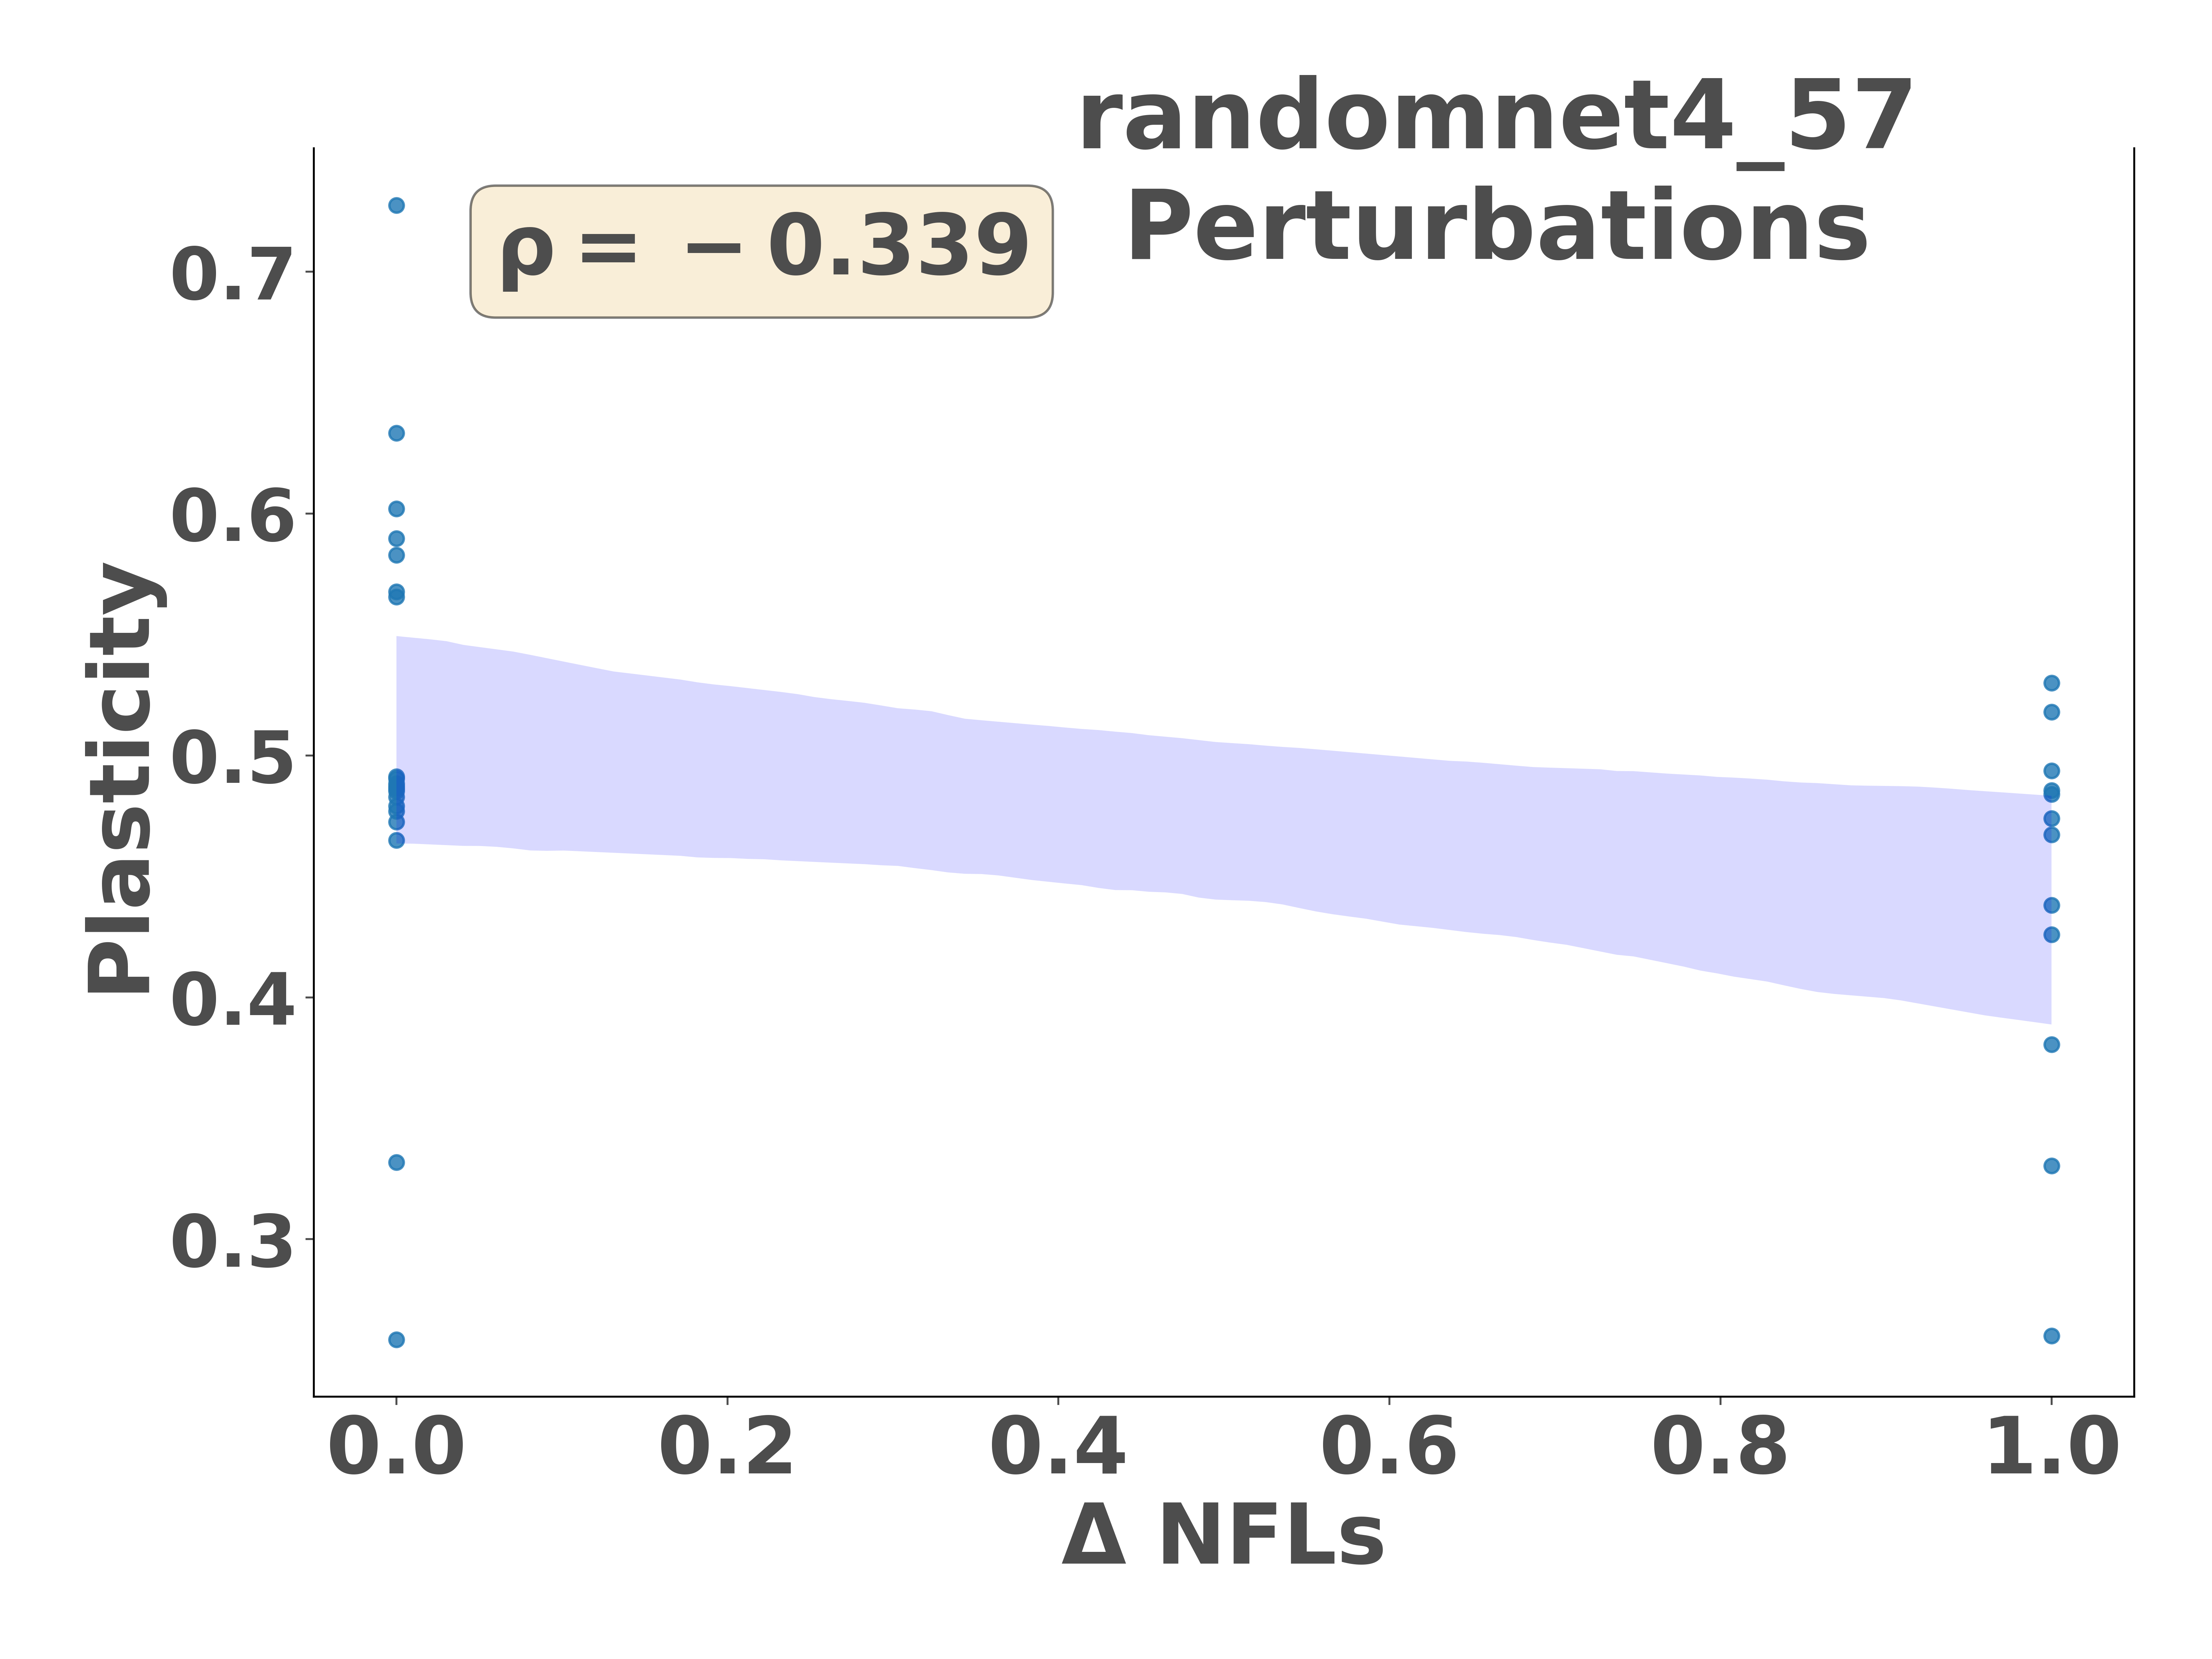 randomnet4_57
Perturbations
ρ = − 0.339
Plasticity
0.7
0.6
0.5
0.4
0.3
0.0 0.2 0.4 0.6 0.8 1.0
Δ NFLs